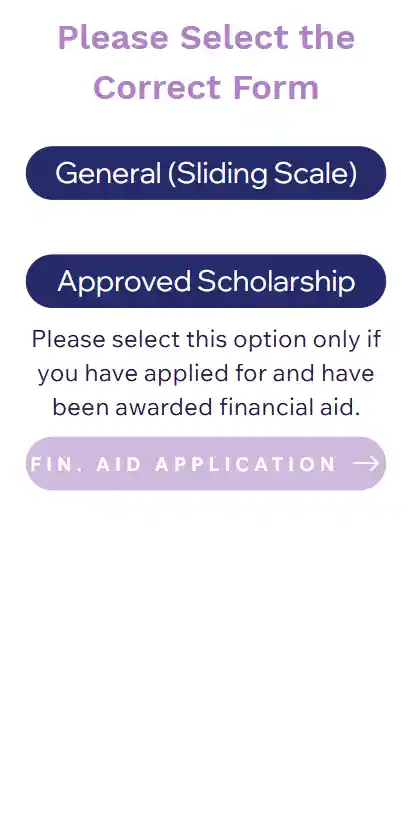 Please Select the
Correct Form
General (Sliding Scale)
Approved Scholarship
Please select this option only if
you have applied for and have
been awarded financial aid.
FIN. AID APPLICATION →